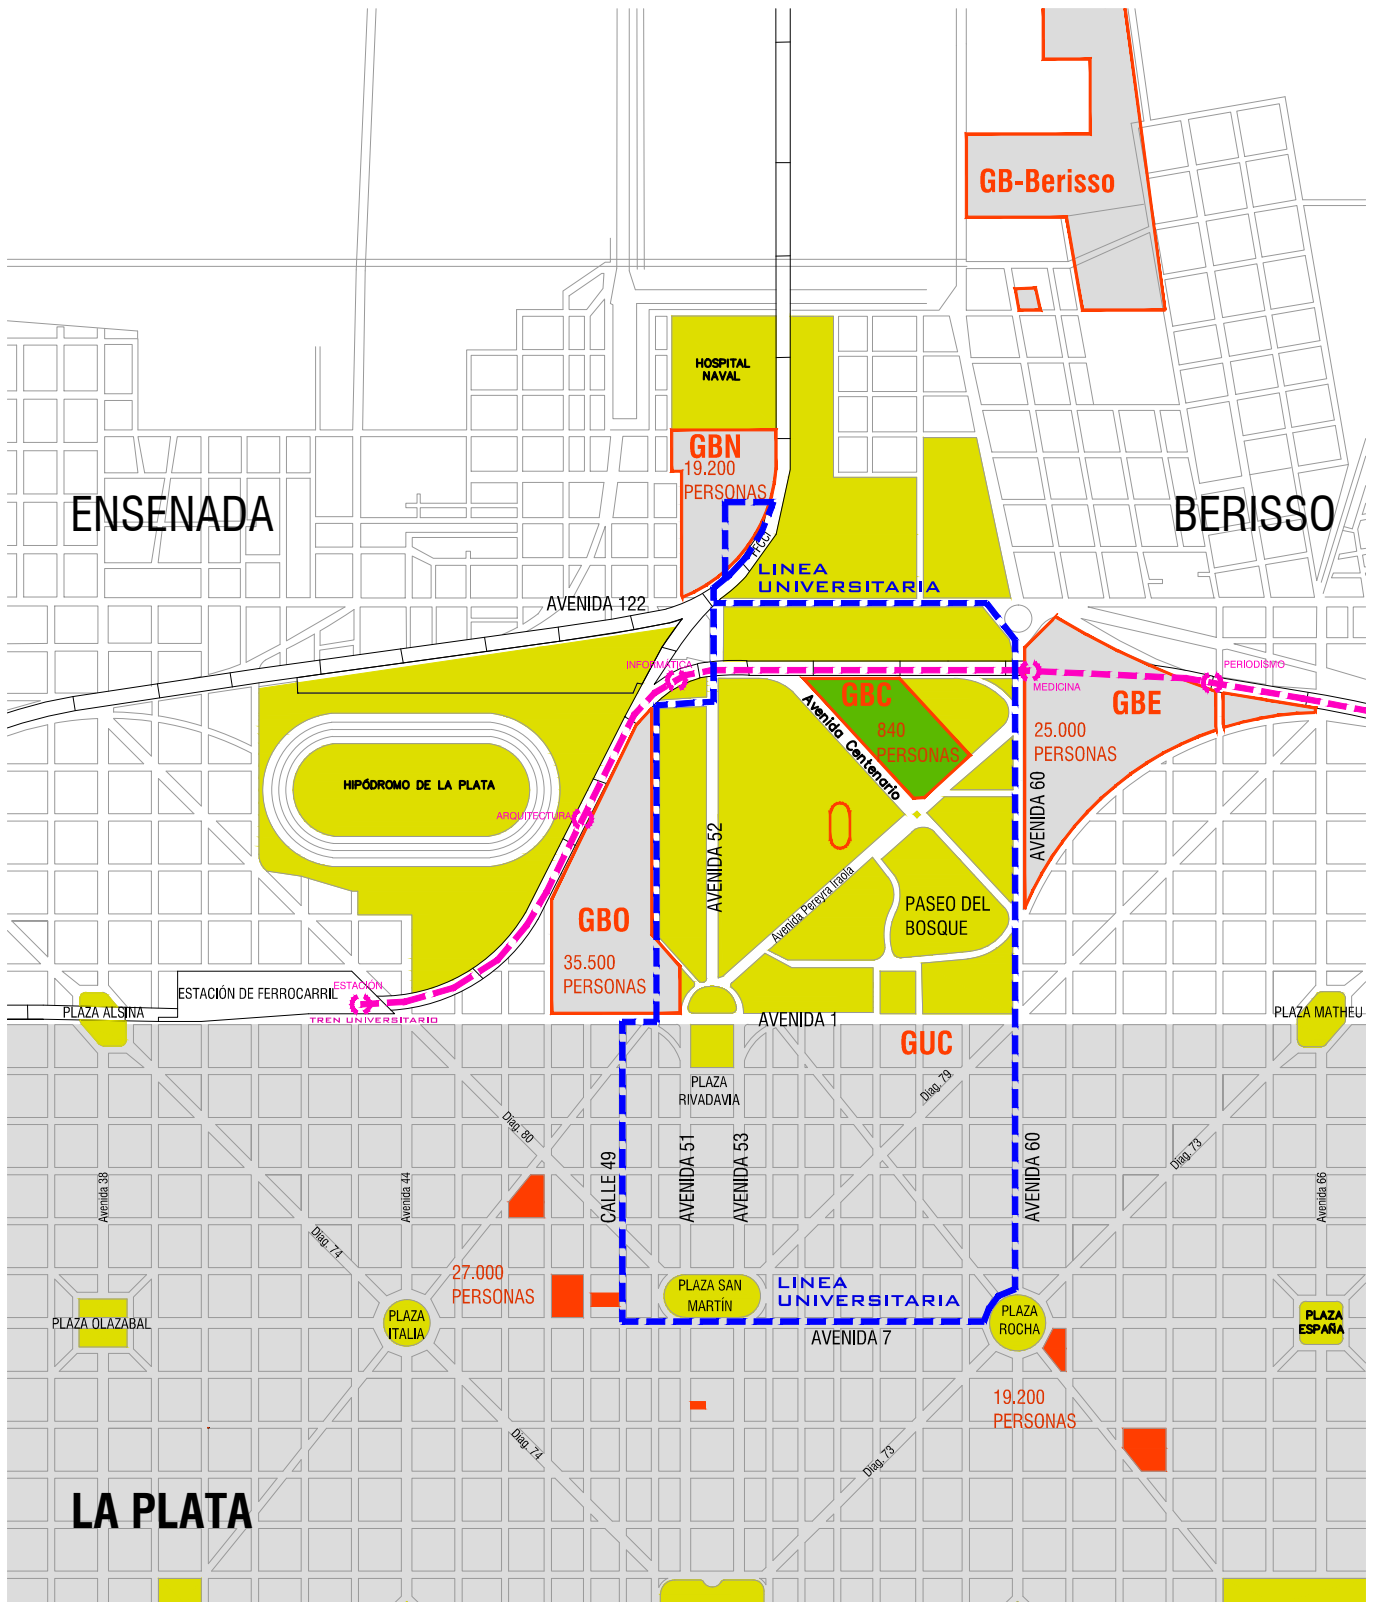 GB-Berisso
HOSPITAL
NAVAL
GBN
19.200
PERSONAS
ENSENADA
BERISSO
FFCC
LINEA
UNIVERSITARIA
AVENIDA 122
INFORMÁTICA
PERIODÍSMO
MEDICINA
GBC
GBE
Avenida Centenario
840
PERSONAS
25.000
PERSONAS
HIPÓDROMO DE LA PLATA
ARQUITECTURA
AVENIDA 60
AVENIDA 52
Avenida Pereyra Iraola
PASEO DEL
BOSQUE
GBO
35.500
PERSONAS
ESTACIÓN
ESTACIÓN DE FERROCARRIL
PLAZA ALSINA
TREN UNIVERSITARIO
AVENIDA 1
PLAZA MATHEU
GUC
PLAZA
RIVADAVIA
Diag. 79
Diag. 80
Diag. 73
Avenida 38
Avenida 44
CALLE 49
AVENIDA 51
AVENIDA 53
AVENIDA 60
Avenida 66
Diag. 74
27.000
PERSONAS
PLAZA SAN
MARTÍN
LINEA
UNIVERSITARIA
PLAZA OLAZABAL
PLAZA
ITALIA
PLAZA
ROCHA
PLAZA
ESPAÑA
AVENIDA 7
19.200
PERSONAS
Diag. 74
Diag. 73
LA PLATA